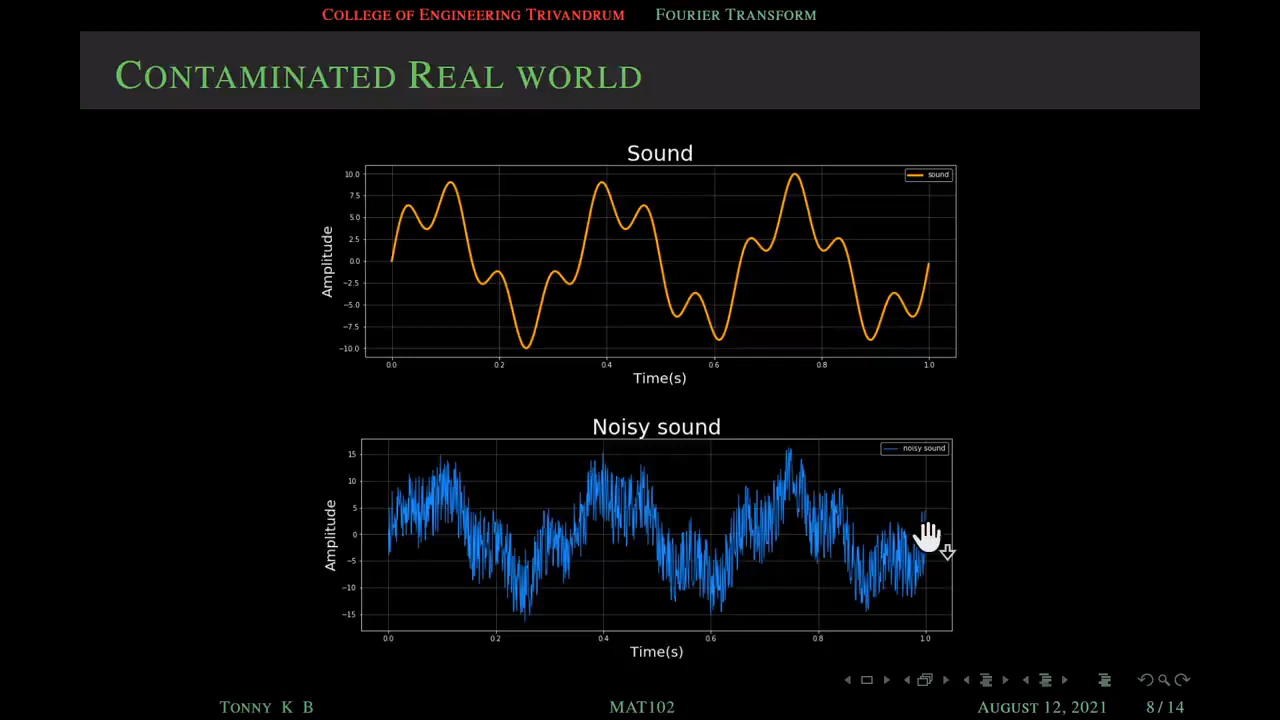 COLLEGE OF ENGINEERING TRIVANDRUM FOURIER TRANSFORM
CONTAMINATED REAL WORLD
Sound
sound
10.0
7.5
5.0
2.5
0.0
−2.5
−5.0
−7.5
−10.0
Amplitude
0.0 0.2 0.4 0.6 0.8 1.0
Time(s)
Noisy sound
noisy sound
15
10
5
0
−5
−10
−15
Amplitude
0.0 0.2 0.4 0.6 0.8 1.0
Time(s)
TONNY K B MAT102 AUGUST 12, 2021 8 / 14